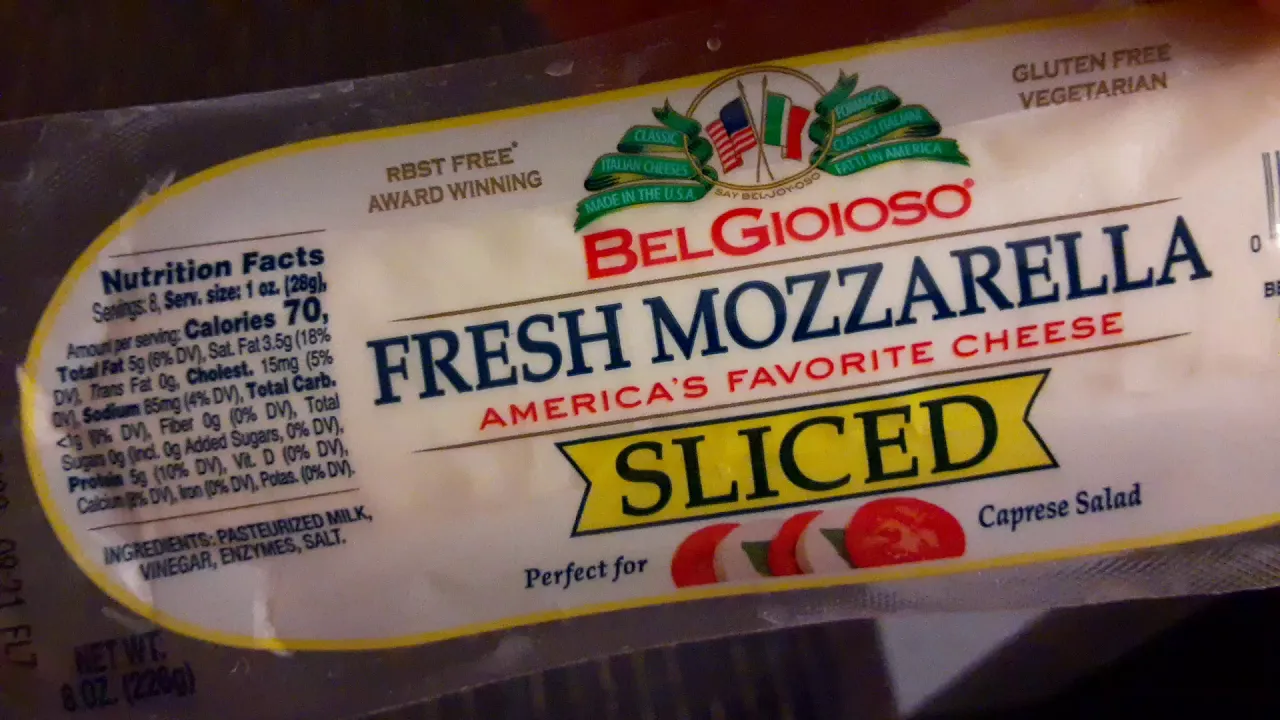 RBST FREE*
AWARD WINNING
CLASSIC
ITALIAN CHEESES
MADE IN THE U.S.A.
FORMAGGI
CLASSICI ITALIANI
FATTI IN AMERICA
SAY BEL-JOY-OSO
GLUTEN FREE
VEGETARIAN
BELGIOIOSO®
FRESH MOZZARELLA
AMERICA'S FAVORITE CHEESE
SLICED
Perfect for
Caprese Salad
Nutrition Facts
Servings: 8, Serv. size: 1 oz. (28g),
Amount per serving: Calories 70,
Total Fat 5g (6% DV), Sat. Fat 3.5g (18%
DV), Trans Fat 0g, Cholest. 15mg (5%
DV), Sodium 85mg (4% DV), Total Carb.
<1g (0% DV), Fiber 0g (0% DV), Total
Sugars 0g (Incl. 0g Added Sugars, 0% DV),
Protein 5g (10% DV), Vit. D (0% DV),
Calcium (8% DV), Iron (0% DV), Potas. (0% DV).
INGREDIENTS: PASTEURIZED MILK,
VINEGAR, ENZYMES, SALT.
NET WT.
8 OZ. (226g)
0
BE